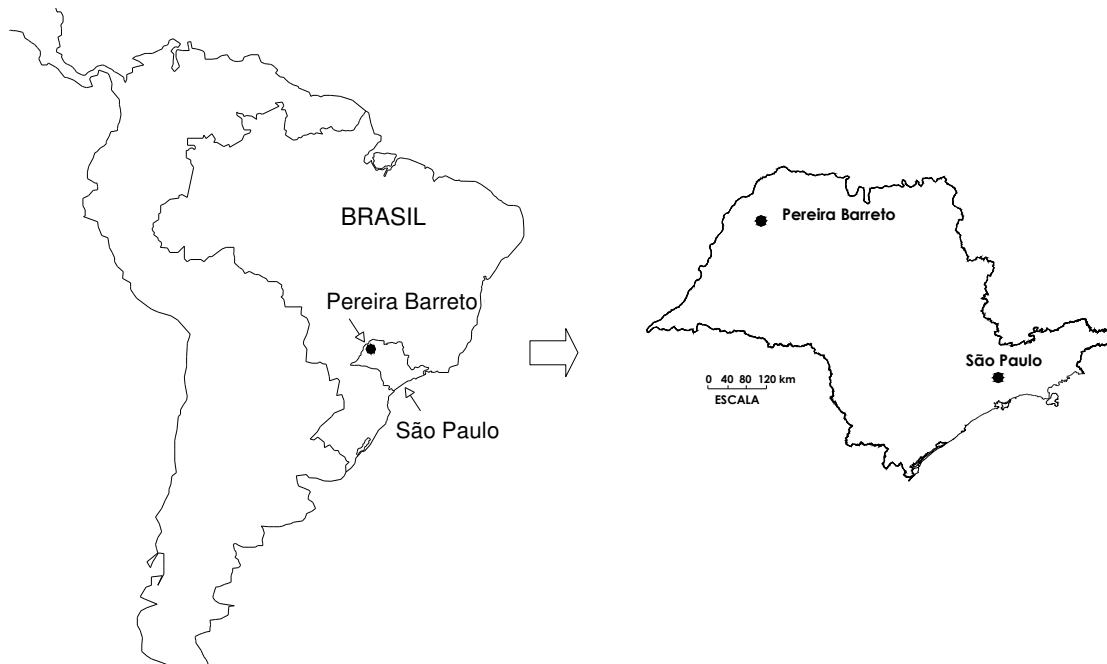 BRASIL
Pereira Barreto
São Paulo
Pereira Barreto
São Paulo
0 40 80 120 km
ESCALA